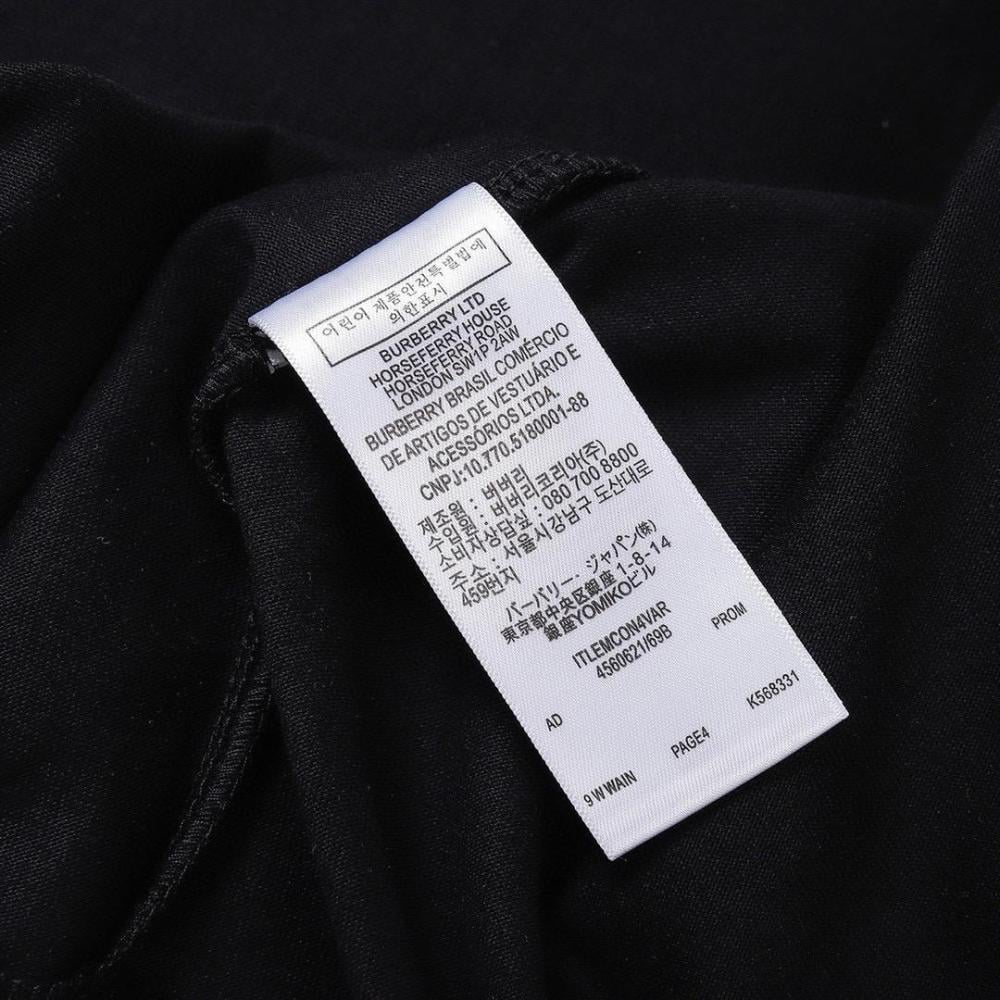 어린이 제품안전특별법에
의한표시
BURBERRY LTD
HORSEFERRY HOUSE
HORSEFERRY ROAD
LONDON SW1P 2AW
BURBERRY BRASIL COMÉRCIO
DE ARTIGOS DE VESTUÁRIO E
ACESSÓRIOS LTDA.
CNPJ:10.770.5180001-88
제조원 : 버버리
수입원 : 버버리코리아(주)
소비자상담실 : 080 700 8800
주소 : 서울시강남구 도산대로
459번지
バーバリー・ジャパン(株)
東京都中央区銀座1-8-14
銀座YOMIKOビル
ITLEMCON4VAR
4560621/69B
PROM
AD
K568331
PAGE4
9 W WAIN